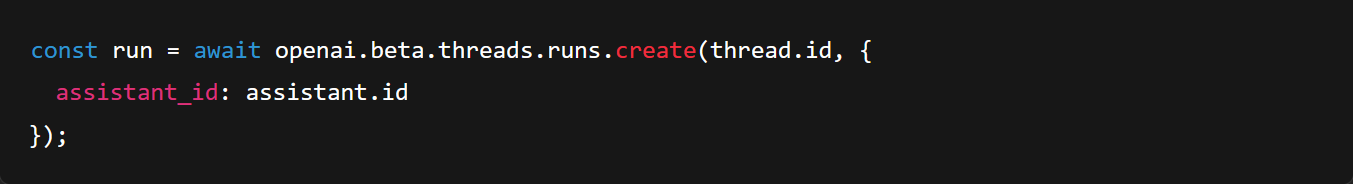 const run = await openai.beta.threads.runs.create(thread.id, {
  assistant_id: assistant.id
});